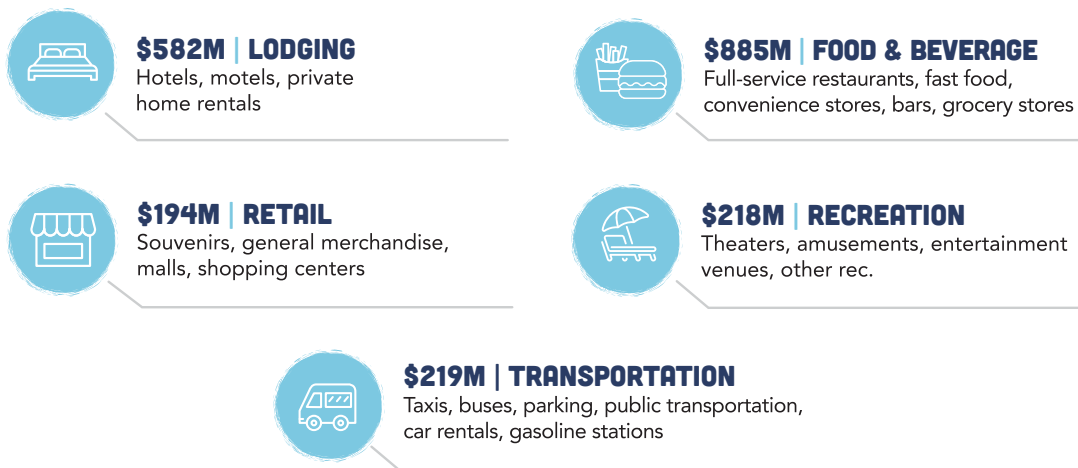 $582M | LODGING
Hotels, motels, private
home rentals
$885M | FOOD & BEVERAGE
Full-service restaurants, fast food,
convenience stores, bars, grocery stores
$194M | RETAIL
Souvenirs, general merchandise,
malls, shopping centers
$218M | RECREATION
Theaters, amusements, entertainment
venues, other rec.
$219M | TRANSPORTATION
Taxis, buses, parking, public transportation,
car rentals, gasoline stations